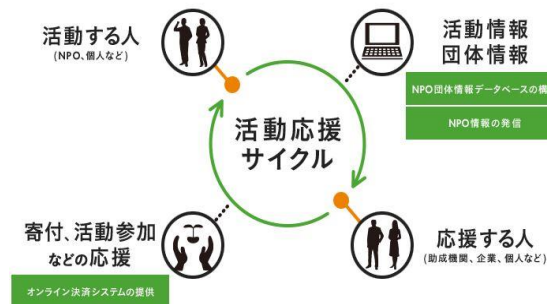 活動する人
(NPO、個人など)
活動情報
団体情報
NPO団体情報データベースの構
NPO情報の発信
活動応援
サイクル
寄付、活動参加
などの応援
オンライン決済システムの提供
応援する人
(助成機関、企業、個人など)